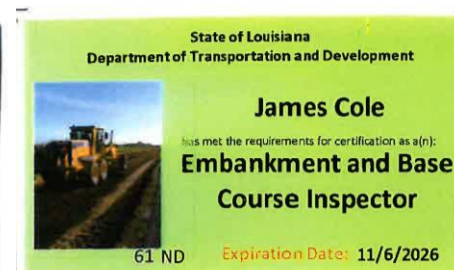 State of Louisiana
Department of Transportation and Development
James Cole
has met the requirements for certification as a(n):
Embankment and Base
Course Inspector
61 ND
Expiration Date: 11/6/2026